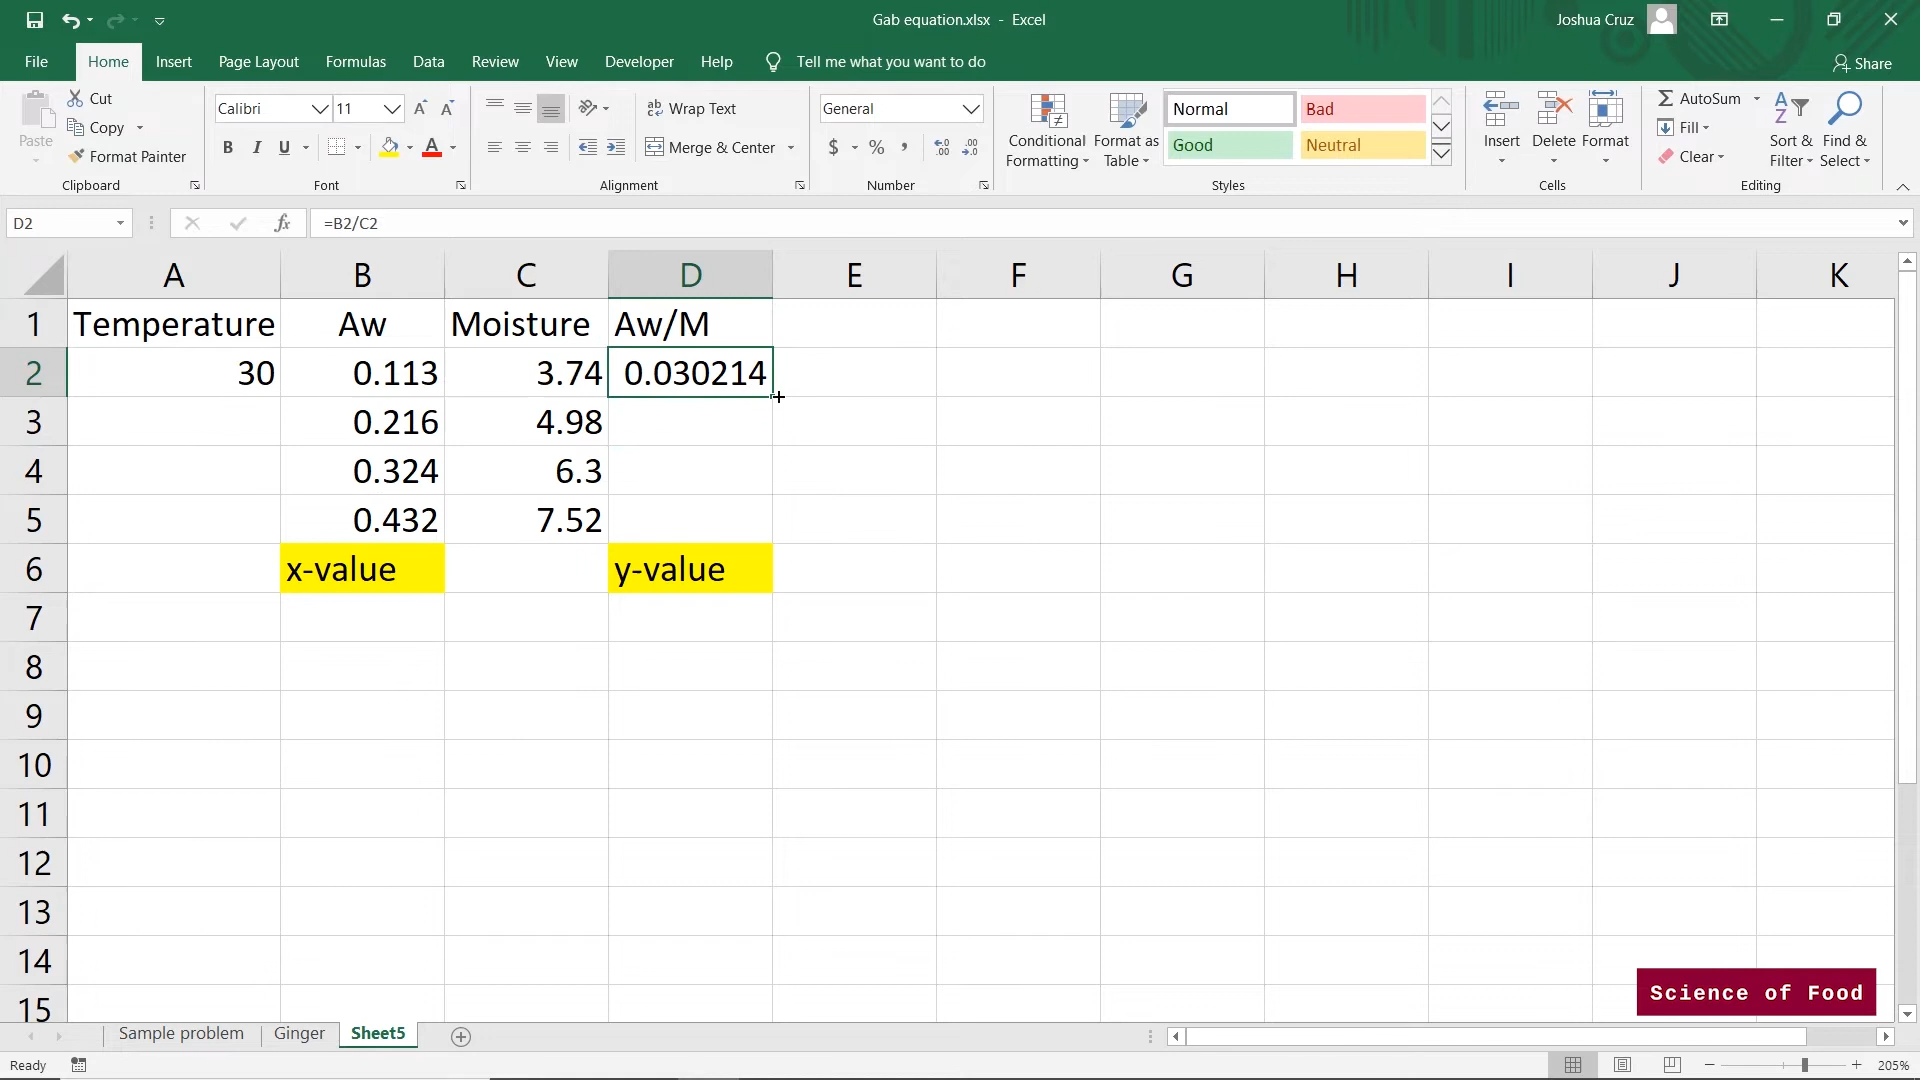 Gab equation.xlsx - Excel
Joshua Cruz
File Home Insert Page Layout Formulas Data Review View Developer Help Tell me what you want to do
Share
Paste
Cut
Copy
Format Painter
Clipboard
Calibri 11
B I U
Font
Wrap Text
Merge & Center
Alignment
General
$ % ,
Number
Conditional Formatting
Format as Table
Normal Bad
Good Neutral
Styles
Insert Delete Format
Cells
AutoSum
Fill
Clear
Sort & Filter
Find & Select
Editing
D2 fx =B2/C2
A B C D E F G H I J K
1 Temperature Aw Moisture Aw/M
2 30 0.113 3.74 0.030214
3 0.216 4.98
4 0.324 6.3
5 0.432 7.52
6 x-value y-value
7
8
9
10
11
12
13
14
15
Science of Food
Sample problem Ginger Sheet5
Ready
205%